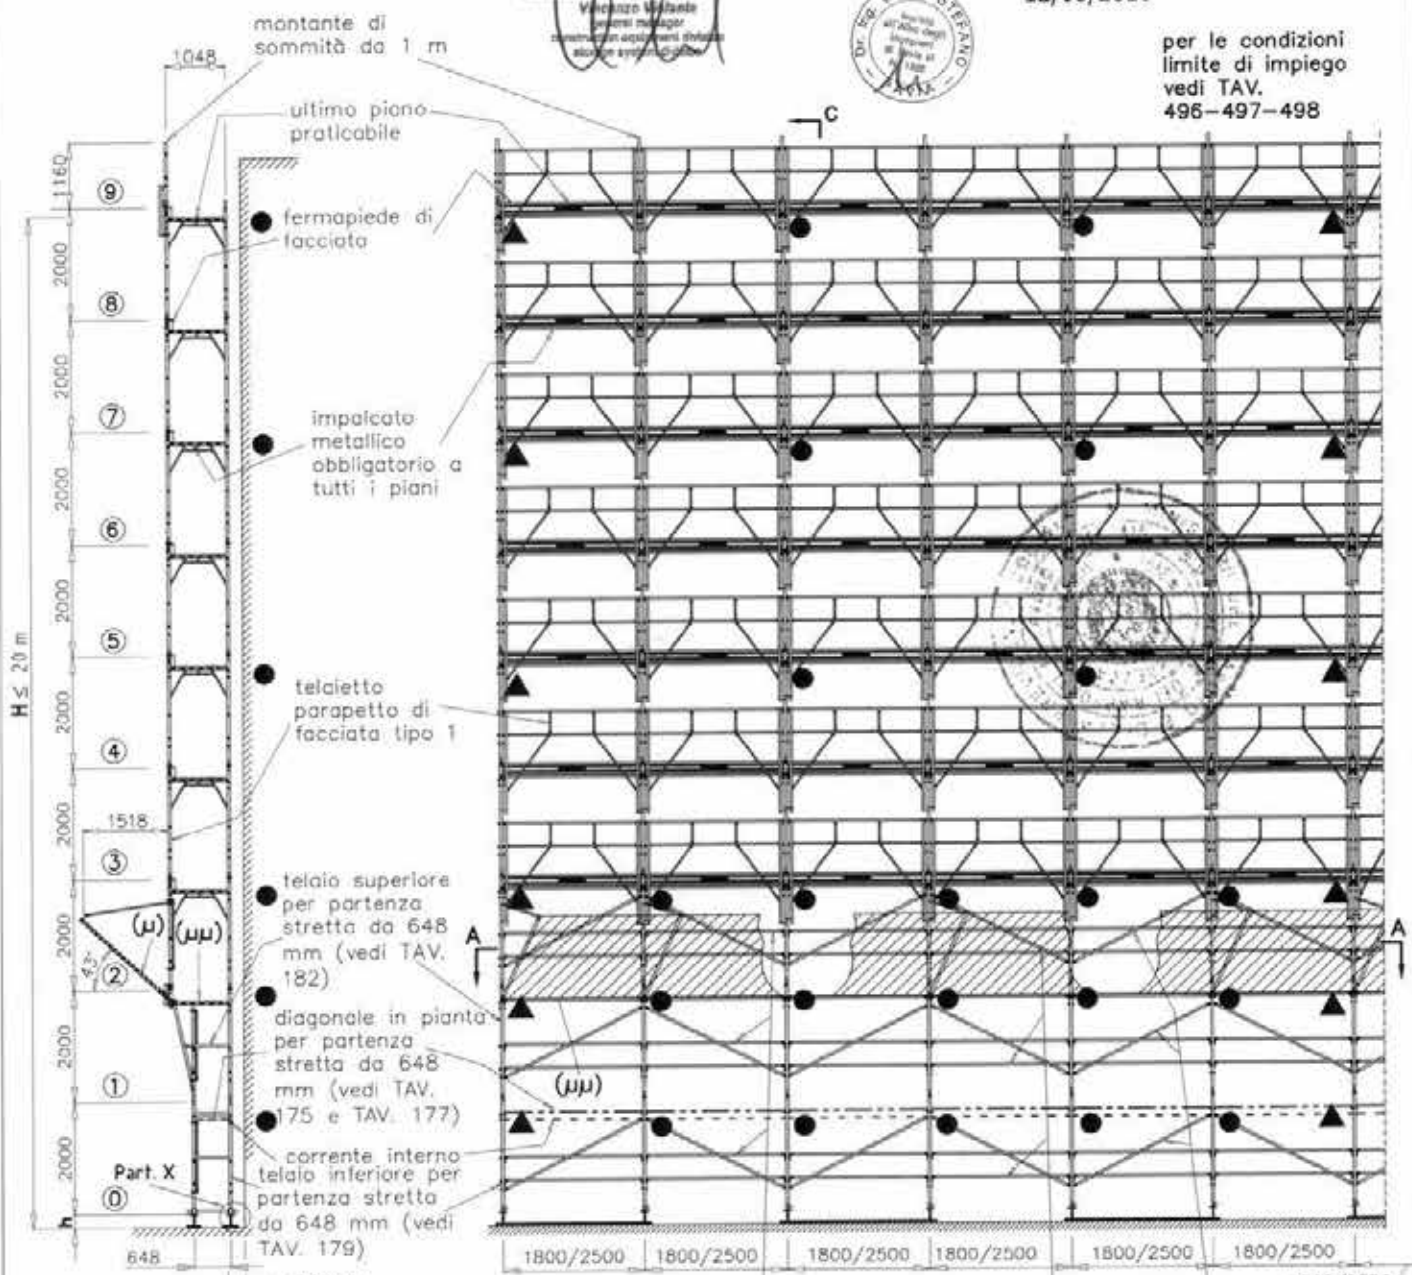 montante di
sommità da 1 m
1048
ultimo piano
praticabile
fermapiede di
facciata
impalcato
metallico
obbligatorio a
tutti i piani
telaietto
parapetto di
facciata tipo 1
telaio superiore
per partenza
stretta da 648
mm (vedi TAV.
182)
diagonale in pianta
per partenza
stretta da 648
mm (vedi TAV.
175 e TAV. 177)
corrente interno
telaio inferiore per
partenza stretta
da 648 mm (vedi
TAV. 179)
per le condizioni
limite di impiego
vedi TAV.
496-497-498
C
1160
9
2000
8
2000
7
2000
6
2000
5
2000
4
2000
1518
3
2000
(µ)
(µµ)
43°
2
2000
1
2000
Part. X
0
h
H ≤ 20 m
648
A
A
(µµ)
1800/2500
1800/2500
1800/2500
1800/2500
1800/2500
1800/2500